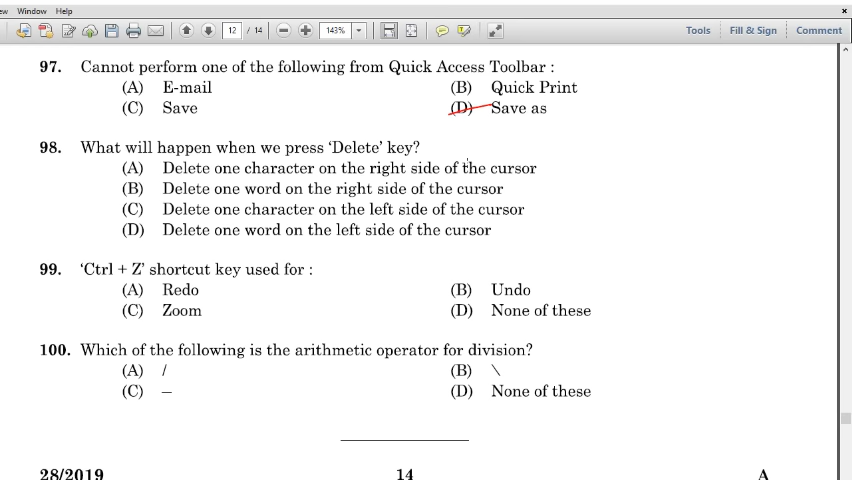 ew Window Help
12 / 14 143% Tools Fill & Sign Comment
97. Cannot perform one of the following from Quick Access Toolbar :
(A) E-mail (B) Quick Print
(C) Save (D) Save as
98. What will happen when we press ‘Delete’ key?
(A) Delete one character on the right side of the cursor
(B) Delete one word on the right side of the cursor
(C) Delete one character on the left side of the cursor
(D) Delete one word on the left side of the cursor
99. ‘Ctrl + Z’ shortcut key used for :
(A) Redo (B) Undo
(C) Zoom (D) None of these
100. Which of the following is the arithmetic operator for division?
(A) / (B) \
(C) – (D) None of these
28/2019 14 A